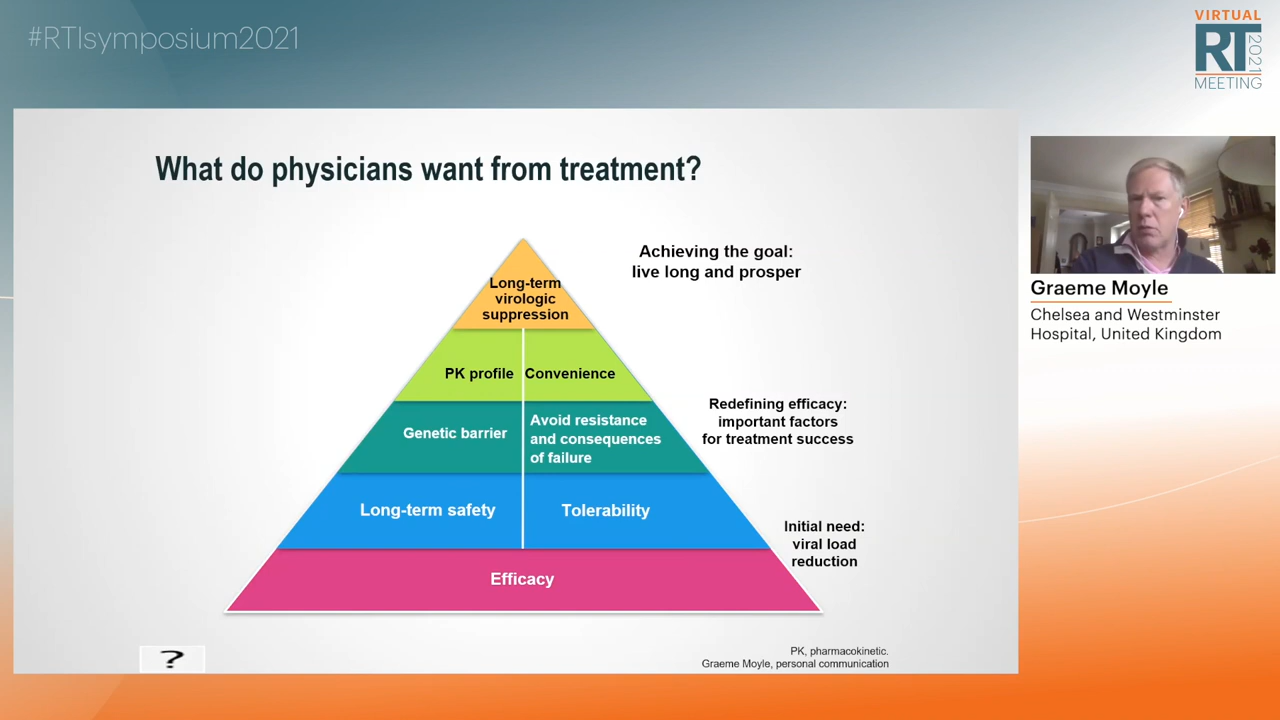 #RTIsymposium2021
VIRTUAL
RT
2021
MEETING
What do physicians want from treatment?
Achieving the goal:
live long and prosper
Long-term
virologic
suppression
PK profile
Convenience
Redefining efficacy:
important factors
for treatment success
Genetic barrier
Avoid resistance
and consequences
of failure
Long-term safety
Tolerability
Initial need:
viral load
reduction
Efficacy
?
PK, pharmacokinetic.
Graeme Moyle, personal communication
Graeme Moyle
Chelsea and Westminster
Hospital, United Kingdom